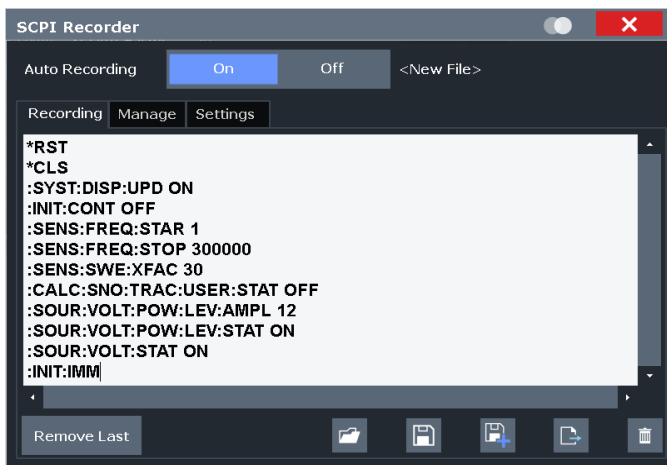 SCPI Recorder
Auto Recording On Off <New File>
Recording Manage Settings
*RST
*CLS
:SYST:DISP:UPD ON
:INIT:CONT OFF
:SENS:FREQ:STAR 1
:SENS:FREQ:STOP 300000
:SENS:SWE:XFAC 30
:CALC:SNO:TRAC:USER:STAT OFF
:SOUR:VOLT:POW:LEV:AMPL 12
:SOUR:VOLT:POW:LEV:STAT ON
:SOUR:VOLT:STAT ON
:INIT:IMM
Remove Last